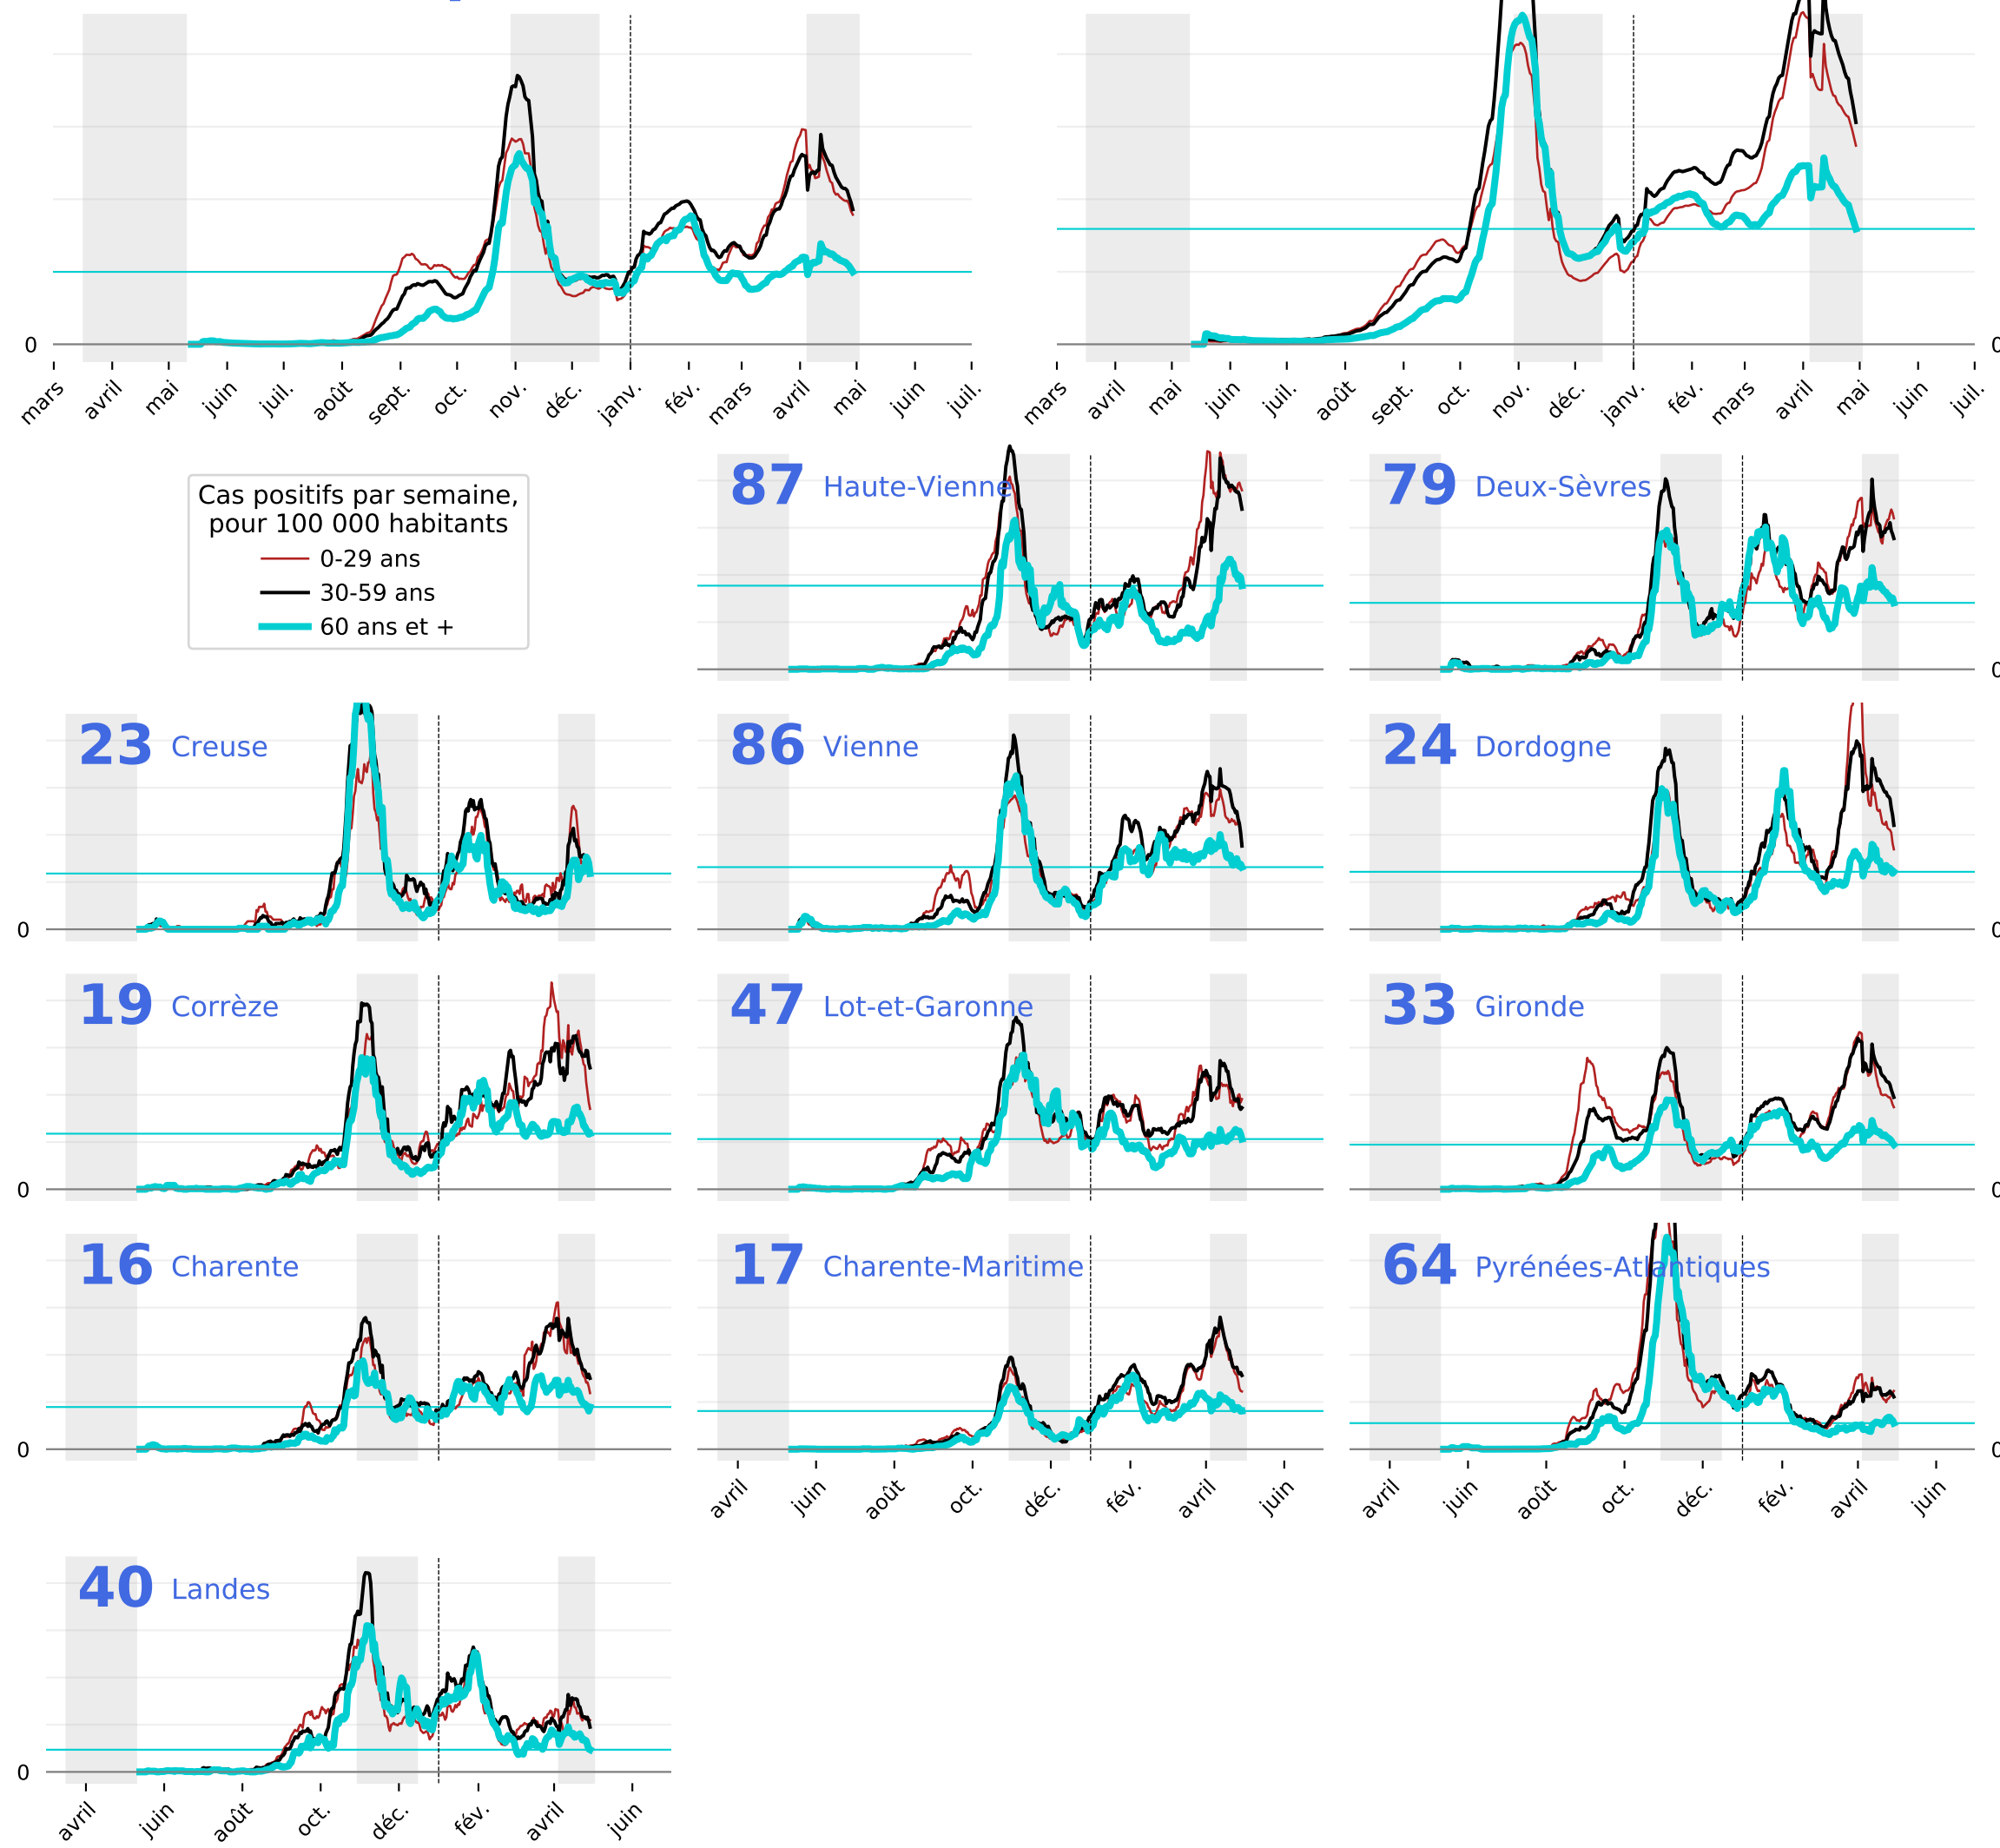 0
mars avril mai juin juil. août sept. oct. nov. déc. janv. fév. mars avril mai juin juil.
mars avril mai juin juil. août sept. oct. nov. déc. janv. fév. mars avril mai juin juil.
0
Cas positifs par semaine,
pour 100 000 habitants
0-29 ans
30-59 ans
60 ans et +
87 Haute-Vienne
79 Deux-Sèvres
0
23 Creuse
86 Vienne
24 Dordogne
0
0
19 Corrèze
47 Lot-et-Garonne
33 Gironde
0
0
16 Charente
17 Charente-Maritime
64 Pyrénées-Atlantiques
0
0
avril juin août oct. déc. fév. avril juin
avril juin août oct. déc. fév. avril juin
40 Landes
0
avril juin août oct. déc. fév. avril juin